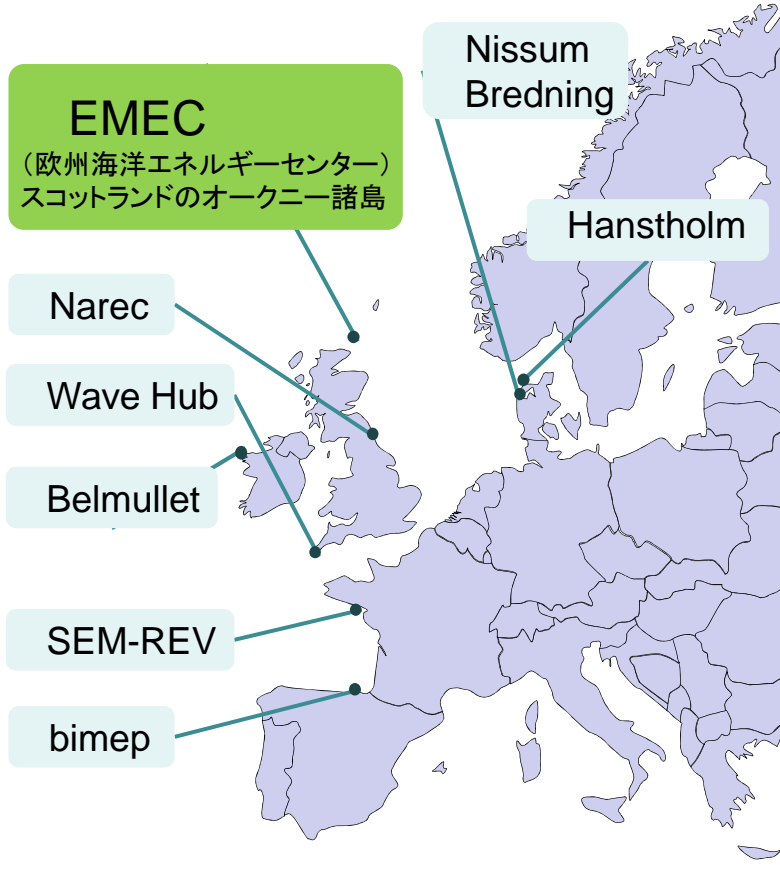 Nissum
Bredning
EMEC
（欧州海洋エネルギーセンター）
スコットランドのオークニー諸島
Hanstholm
Narec
Wave Hub
Belmullet
SEM-REV
bimep